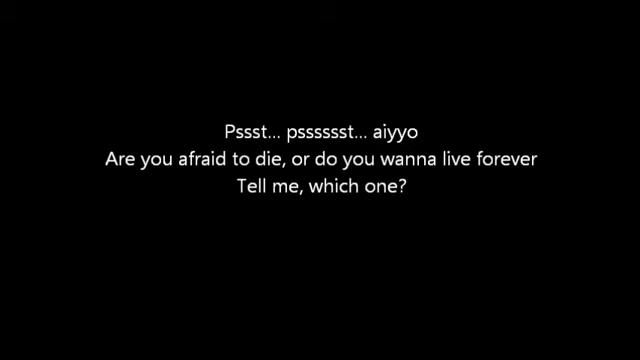 Pssst... psssssst... aiyyo
Are you afraid to die, or do you wanna live forever
Tell me, which one?